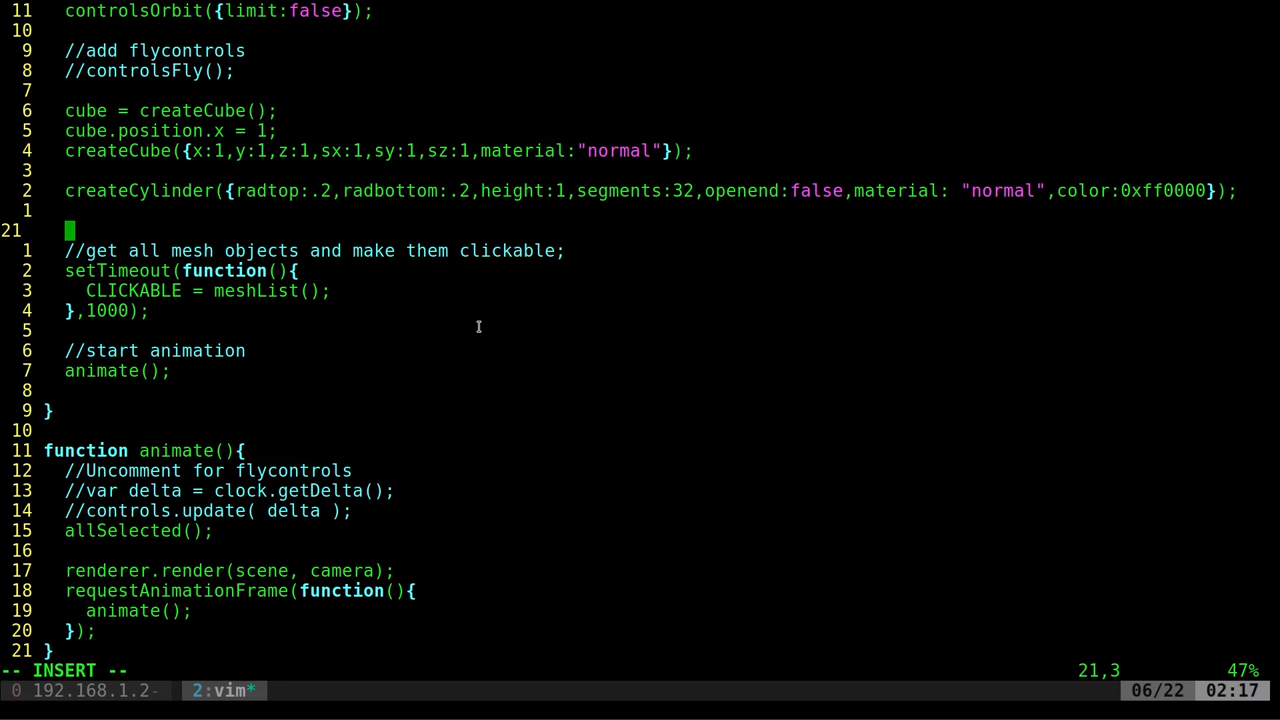 11   controlsOrbit({limit:false});
10
 9   //add flycontrols
 8   //controlsFly();
 7
 6   cube = createCube();
 5   cube.position.x = 1;
 4   createCube({x:1,y:1,z:1,sx:1,sy:1,sz:1,material:"normal"});
 3
 2   createCylinder({radtop:.2,radbottom:.2,height:1,segments:32,openend:false,material: "normal",color:0xff0000});
 1
21
 1   //get all mesh objects and make them clickable;
 2   setTimeout(function(){
 3     CLICKABLE = meshList();
 4   },1000);
 5
 6   //start animation
 7   animate();
 8
 9 }
10
11 function animate(){
12   //Uncomment for flycontrols
13   //var delta = clock.getDelta();
14   //controls.update( delta );
15   allSelected();
16
17   renderer.render(scene, camera);
18   requestAnimationFrame(function(){
19     animate();
20   });
21 }
-- INSERT -- 21,3 47%
0 192.168.1.2- 2:vim* 06/22 02:17